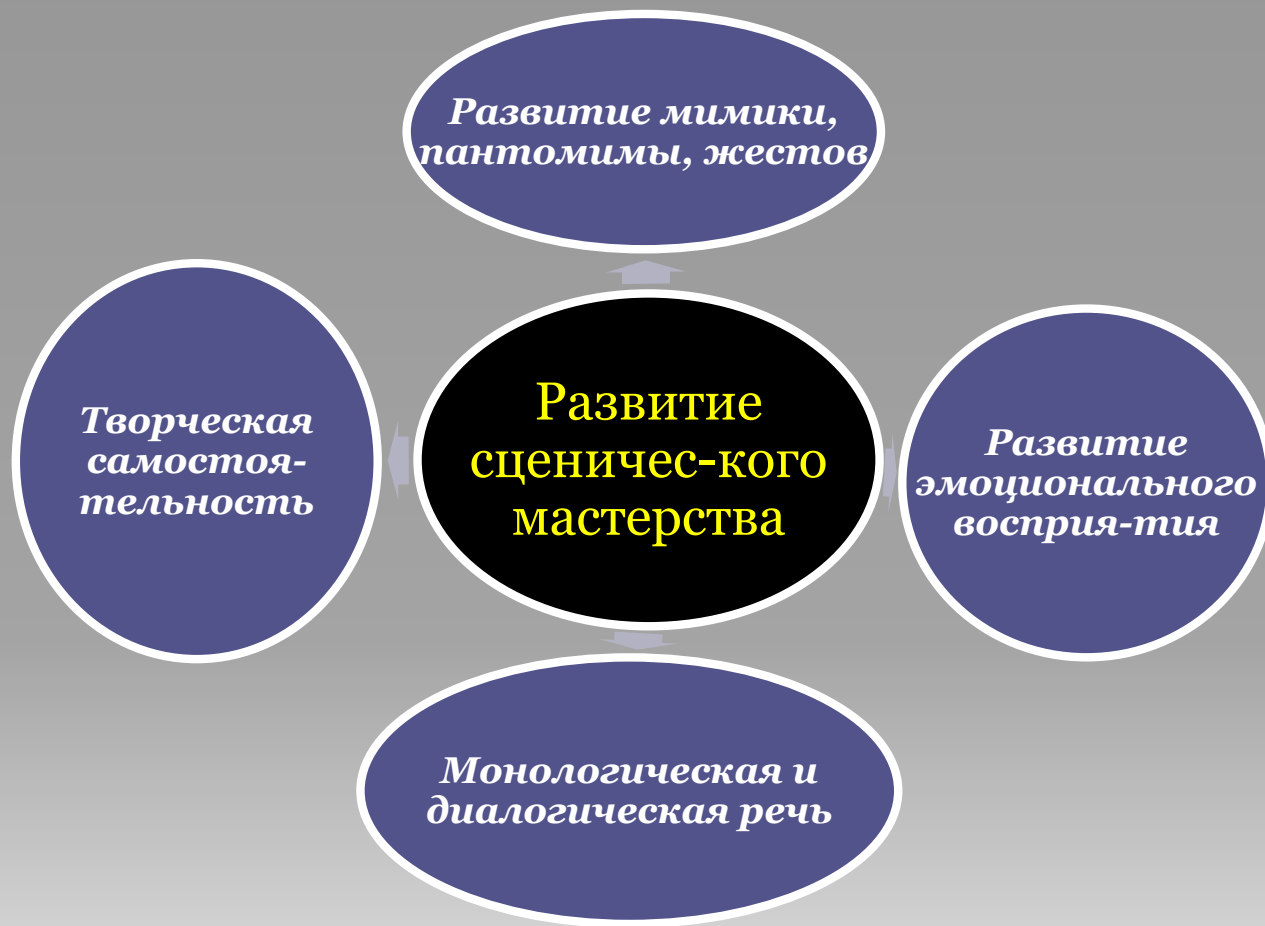 Развитие мимики,
пантомимы, жестов
Творческая
самостоя-
тельность
Развитие
сценичес-кого
мастерства
Развитие
эмоционального
восприя-тия
Монологическая и
диалогическая речь